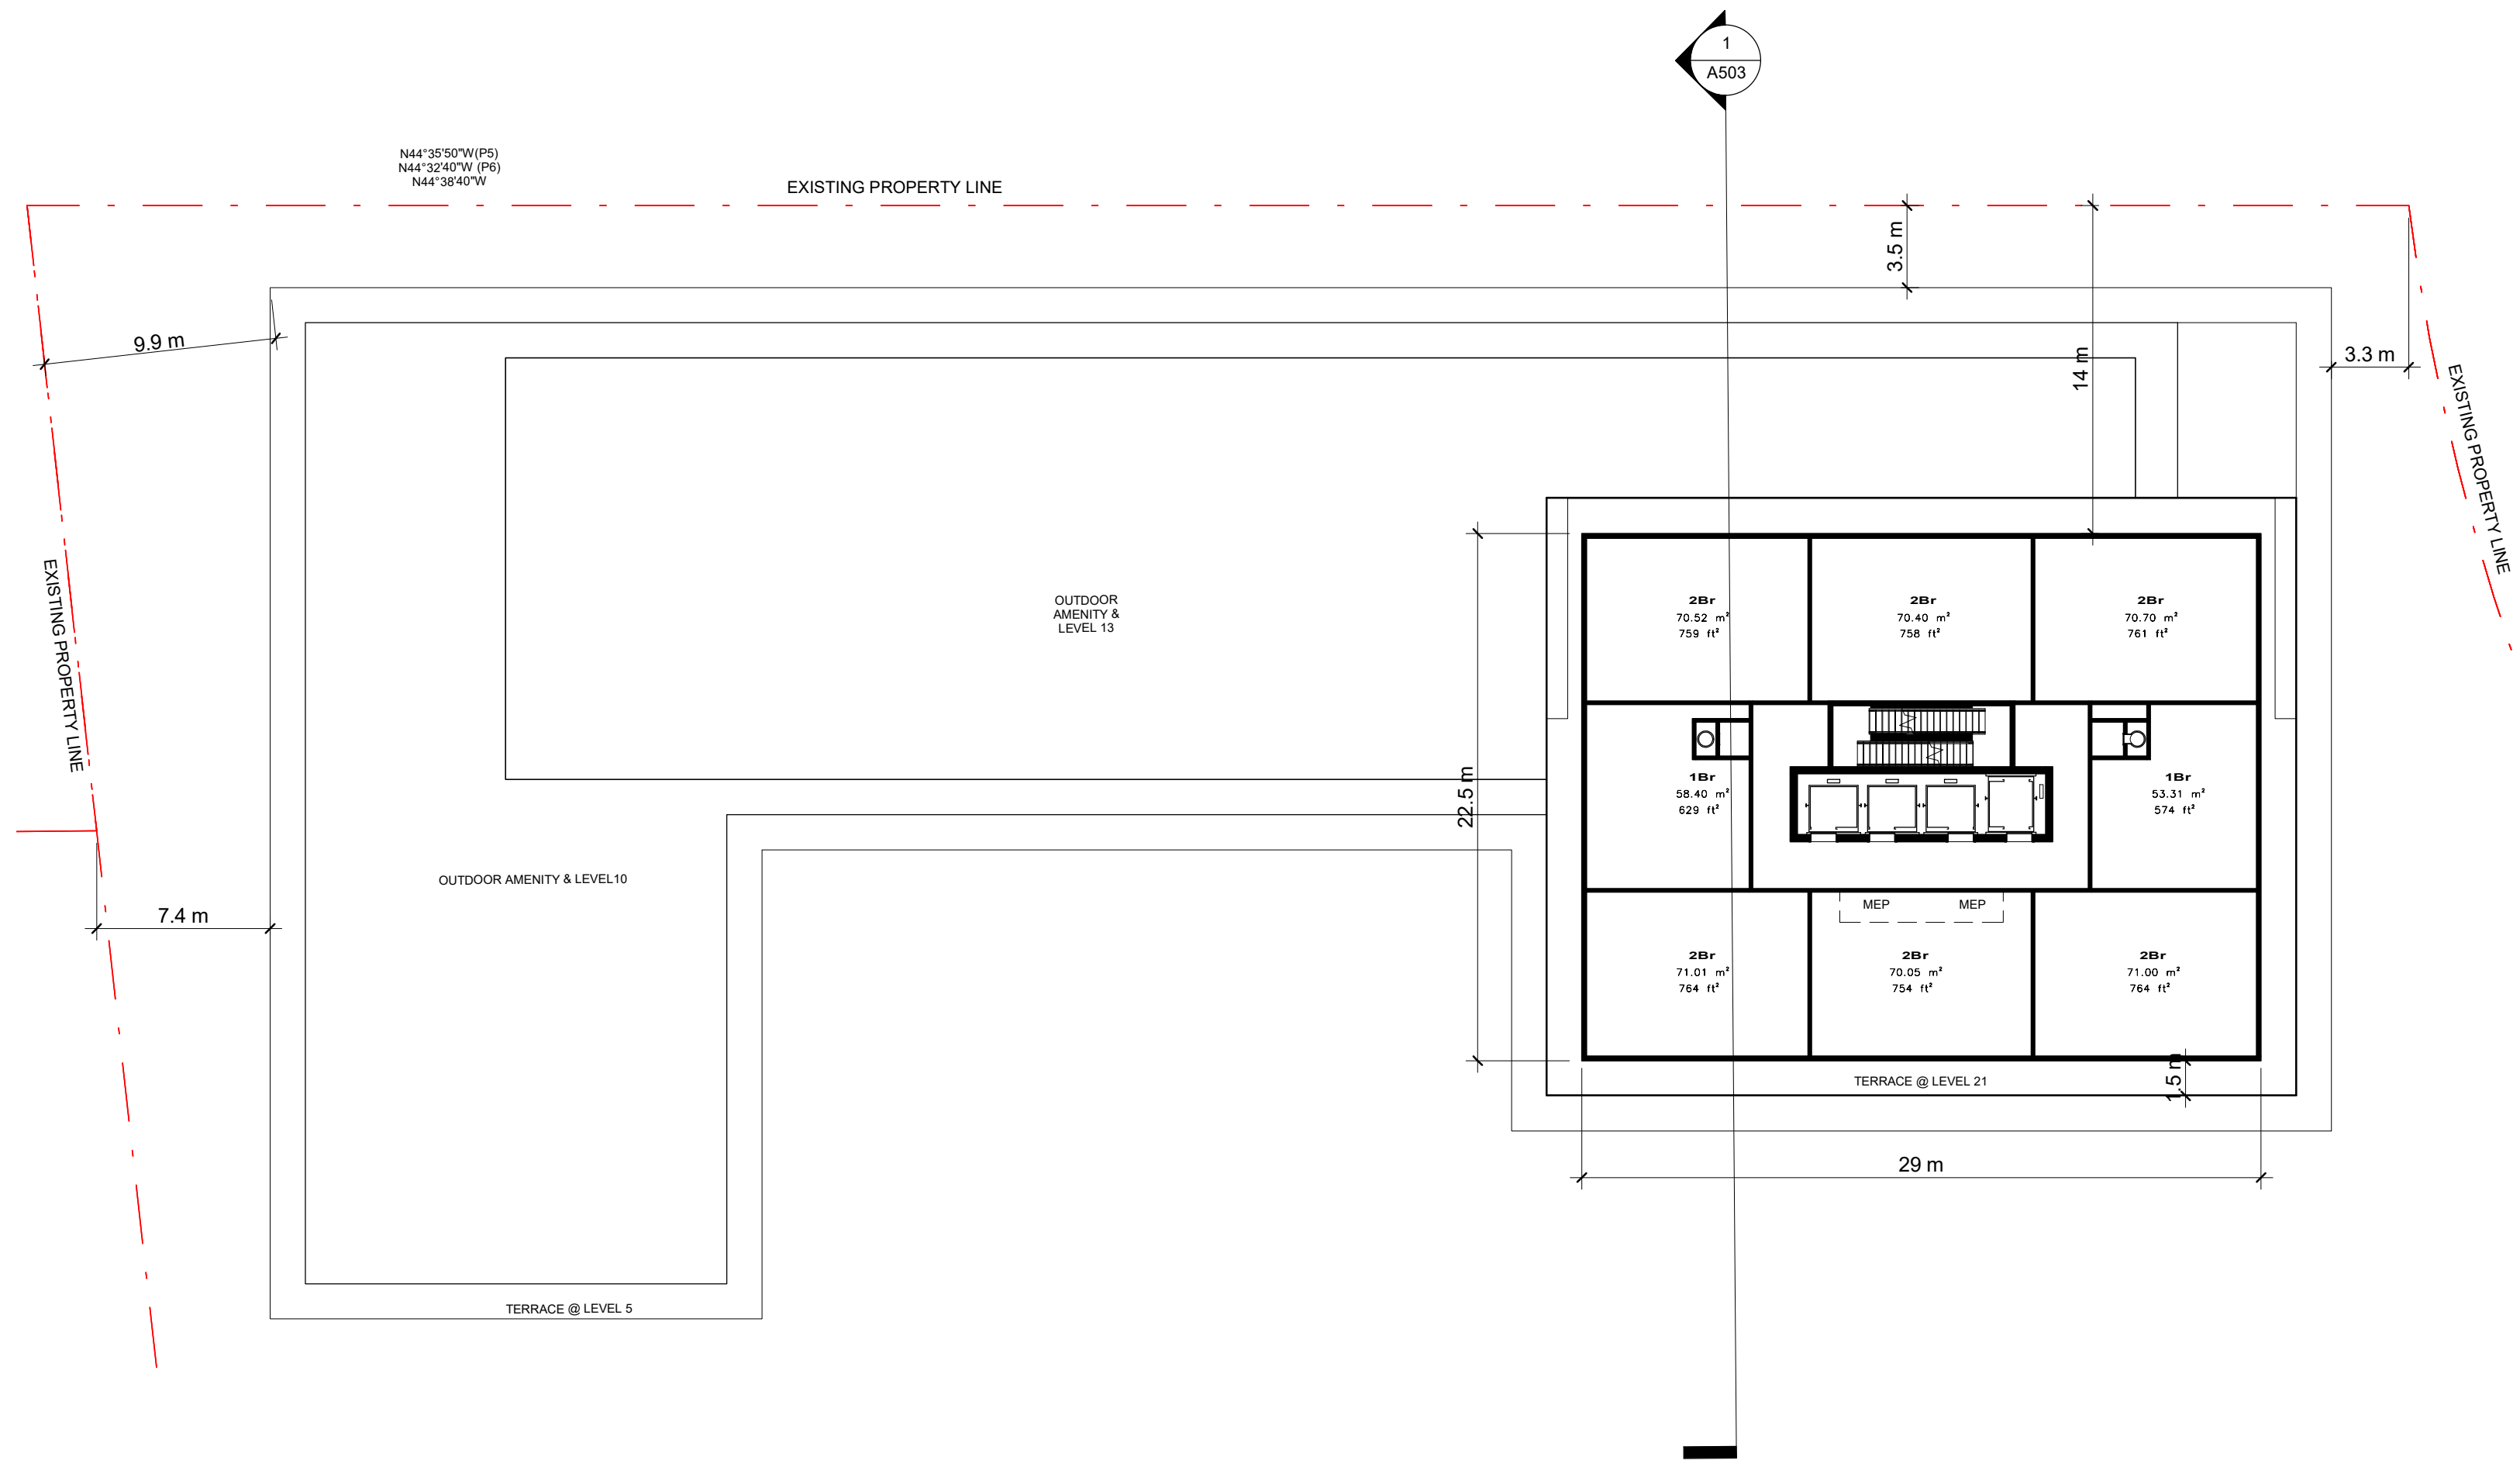 1
A503
N44°35'50"W(P5)
N44°32'40"W (P6)
N44°38'40"W
EXISTING PROPERTY LINE
3.5 m
14 m
9.9 m
3.3 m
EXISTING PROPERTY LINE
EXISTING PROPERTY LINE
OUTDOOR
AMENITY &
LEVEL 13
2Br
70.52 m²
759 ft²
2Br
70.40 m²
758 ft²
2Br
70.70 m²
761 ft²
22.5 m
1Br
58.40 m²
629 ft²
1Br
53.31 m²
574 ft²
OUTDOOR AMENITY & LEVEL10
7.4 m
MEP
MEP
2Br
71.01 m²
764 ft²
2Br
70.05 m²
754 ft²
2Br
71.00 m²
764 ft²
TERRACE @ LEVEL 21
1.5 m
29 m
TERRACE @ LEVEL 5